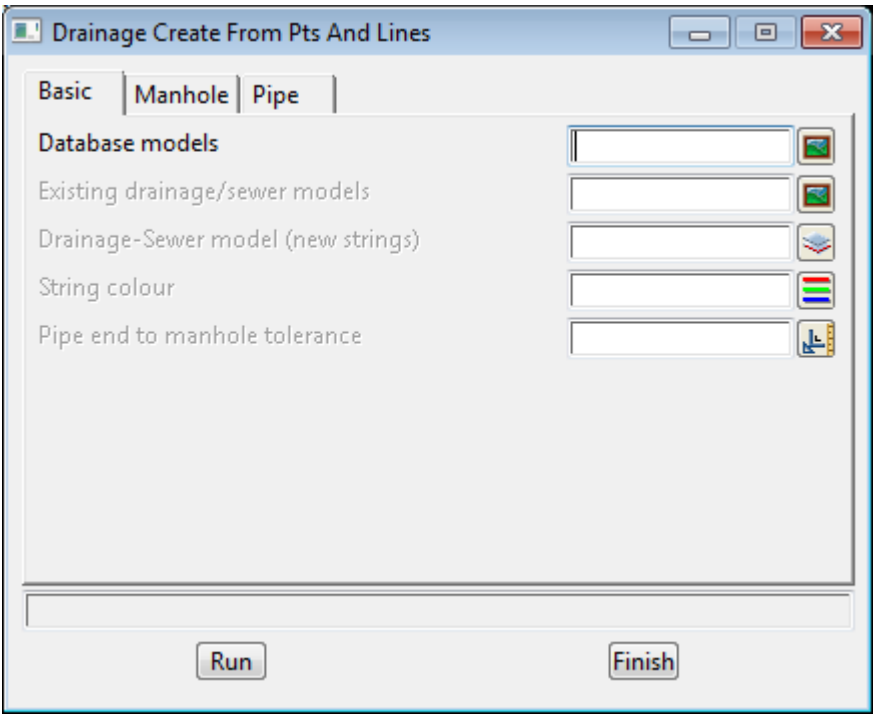 Drainage Create From Pts And Lines
Basic Manhole Pipe
Database models
Existing drainage/sewer models
Drainage-Sewer model (new strings)
String colour
Pipe end to manhole tolerance
Run Finish